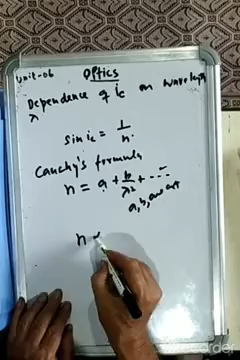 Unit-06
Optics
Dependence of ic on wavelength
λ
sin ic = 1/n.
Cauchy's formula
n = a + b/λ² + ---
a, b, are cst
n